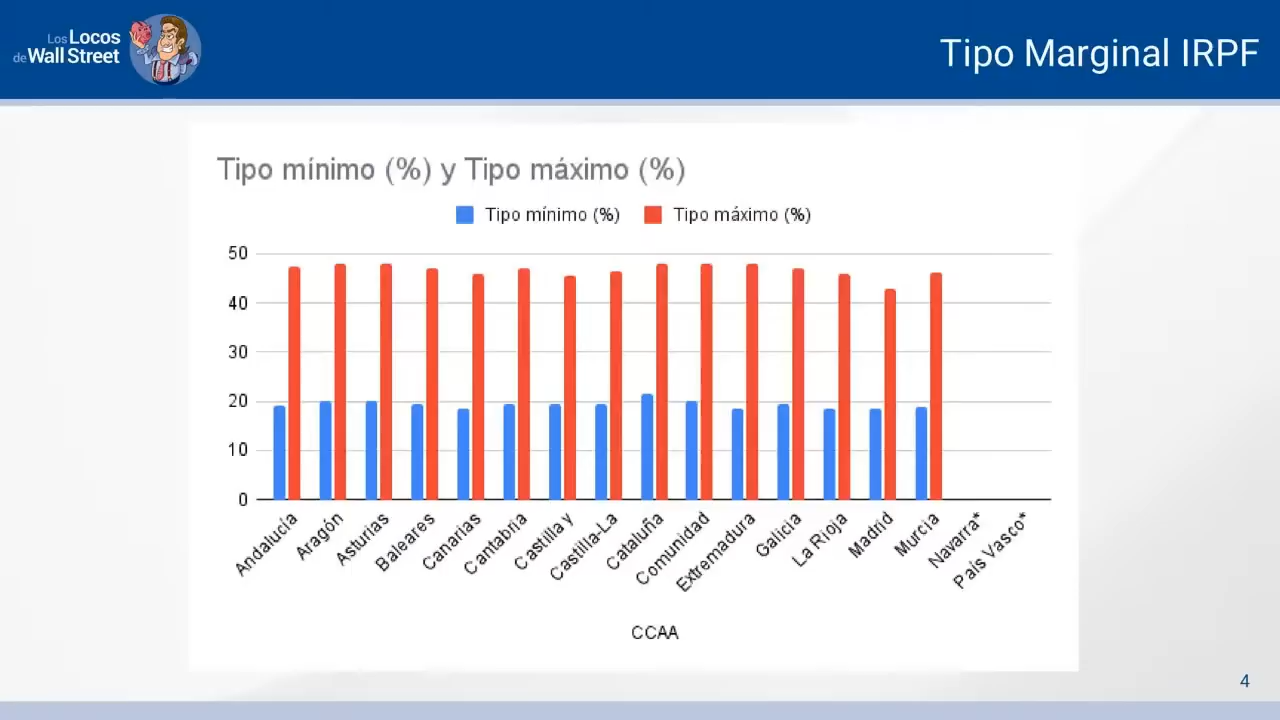 Los Locos
de Wall Street
Tipo Marginal IRPF
Tipo mínimo (%) y Tipo máximo (%)
Tipo mínimo (%)
Tipo máximo (%)
50
40
30
20
10
0
Andalucía
Aragón
Asturias
Baleares
Canarias
Cantabria
Castilla y
Castilla-La
Cataluña
Comunidad
Extremadura
Galicia
La Rioja
Madrid
Murcia
Navarra*
País Vasco*
CCAA
4